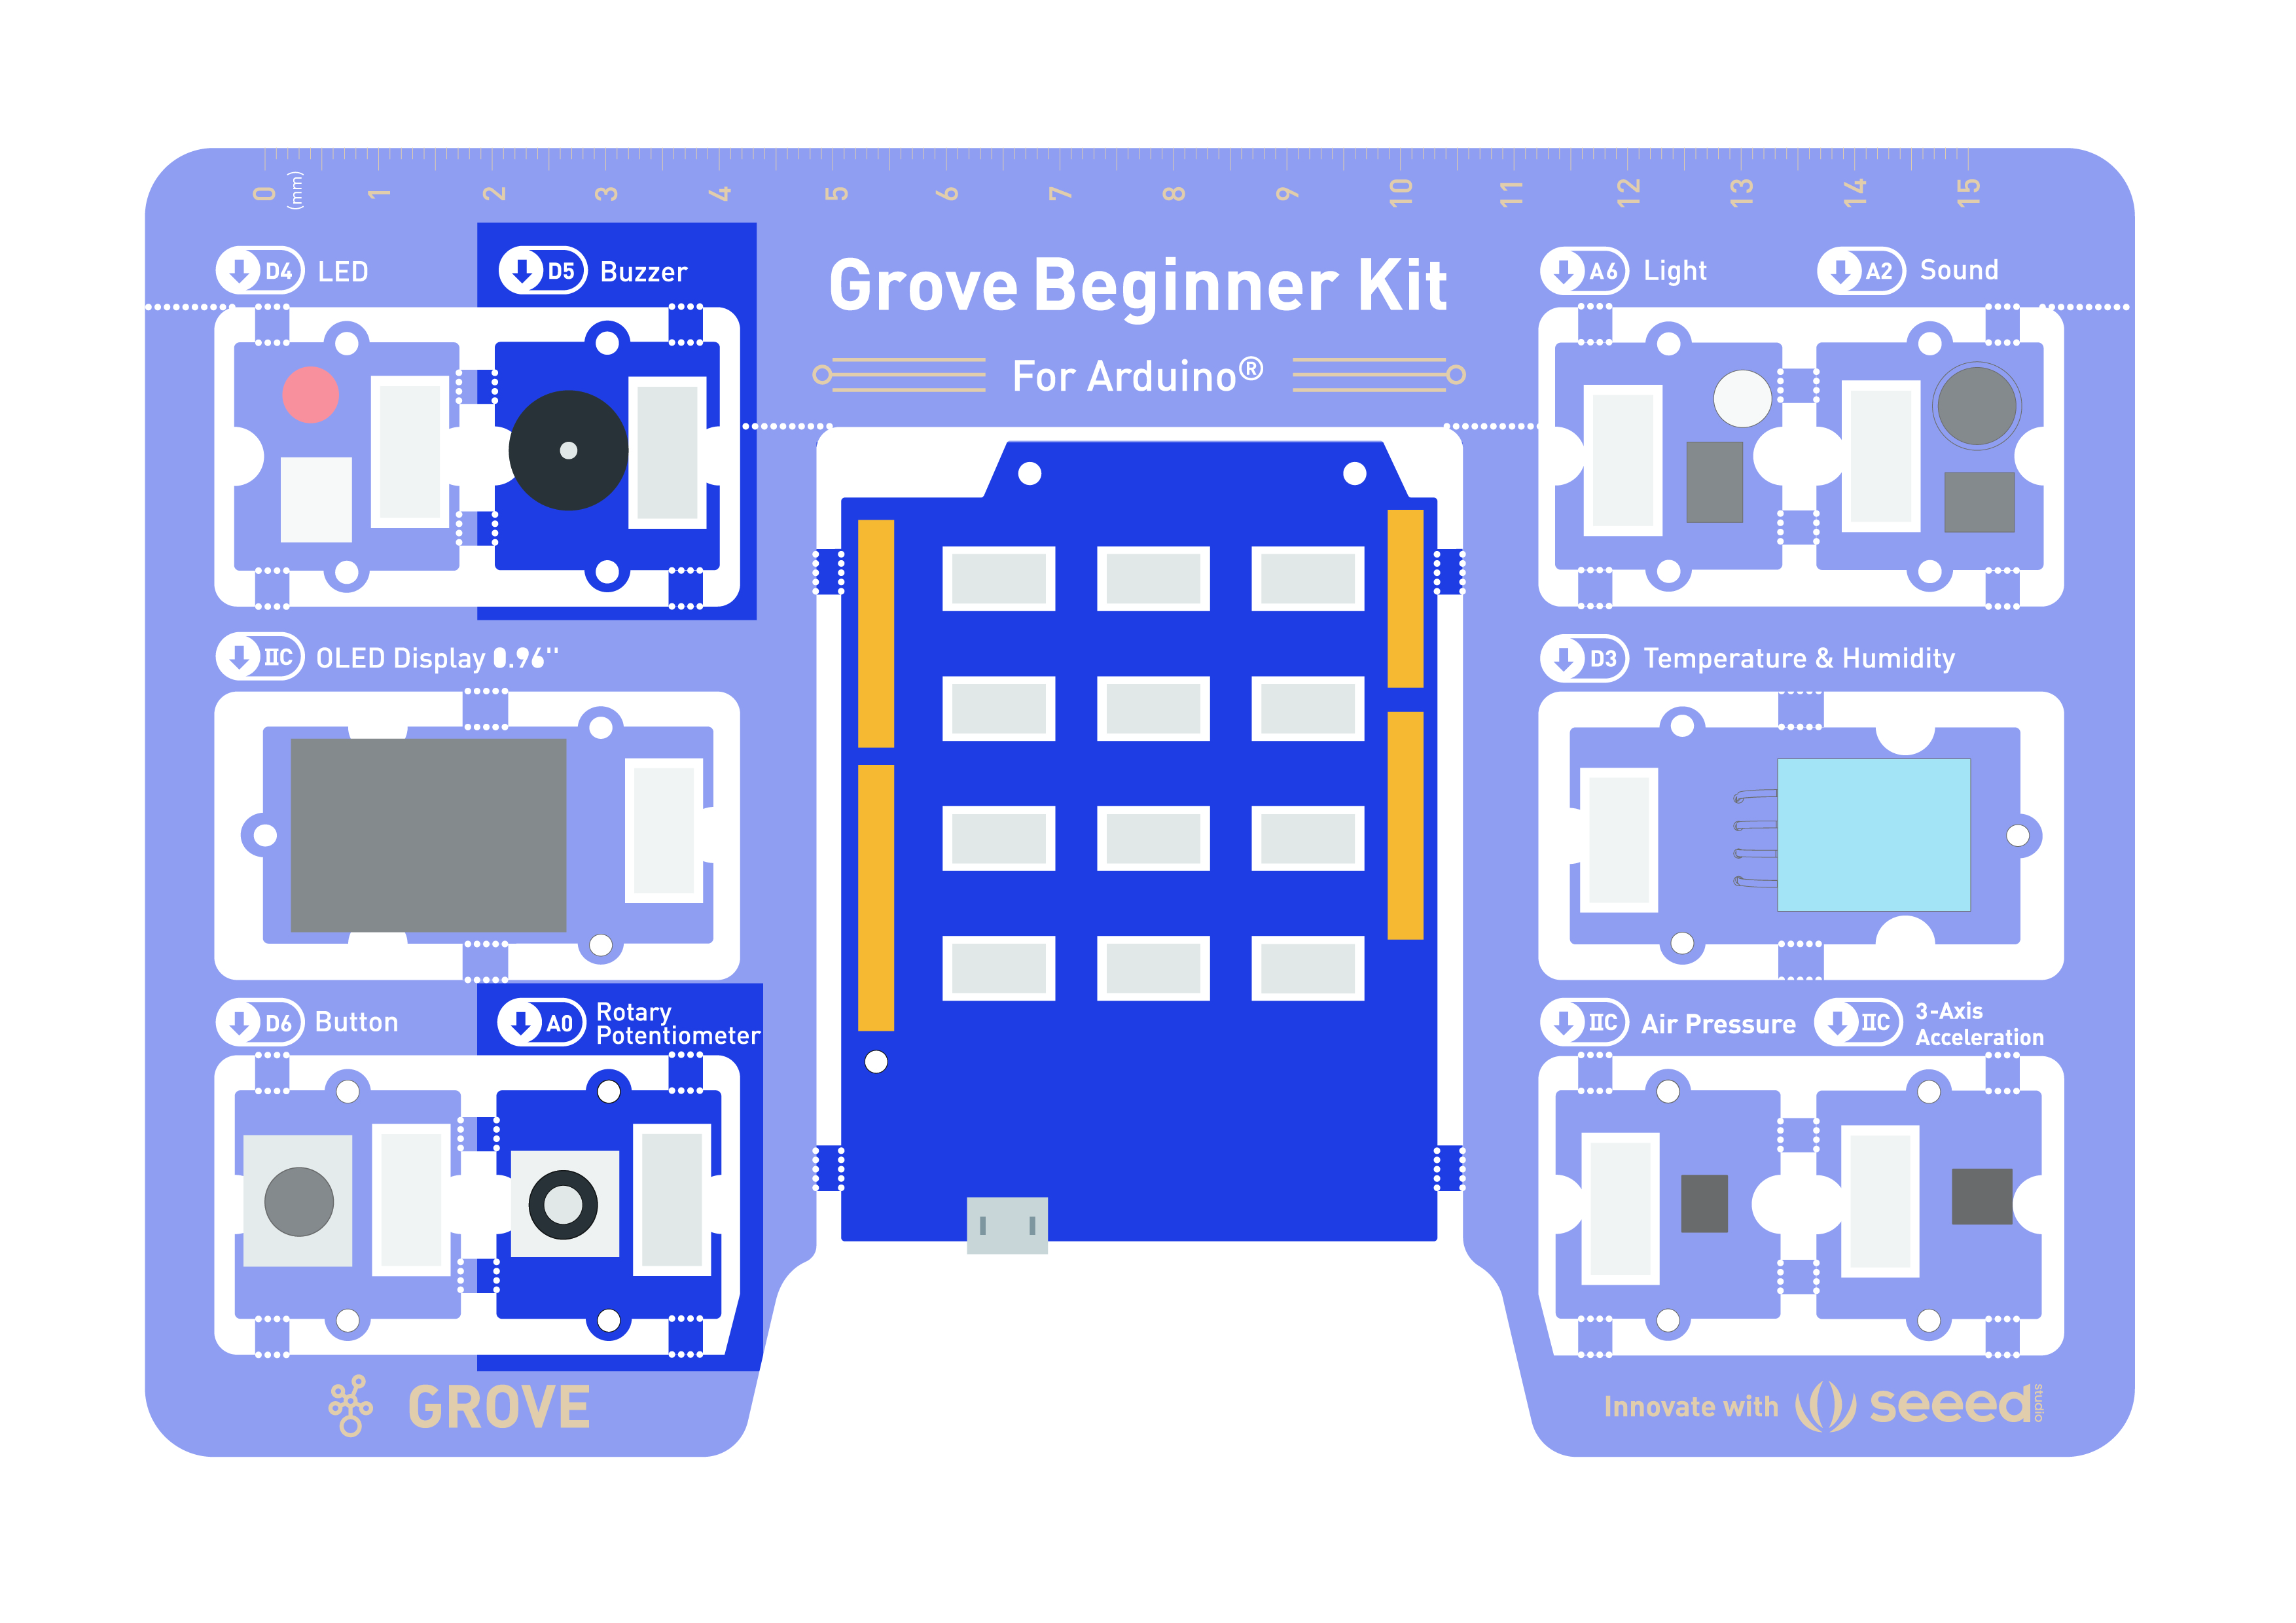 0 1 2 3 4 5 6 7 8 9 10 11 12 13 14 15
(mm)
D4 LED
D5 Buzzer
Grove Beginner Kit
For Arduino®
A6 Light
A2 Sound
IIC OLED Display 0.96"
D3 Temperature & Humidity
D6 Button
A0 Rotary
Potentiometer
IIC Air Pressure
IIC 3-Axis
Acceleration
GROVE
Innovate with seeed studio